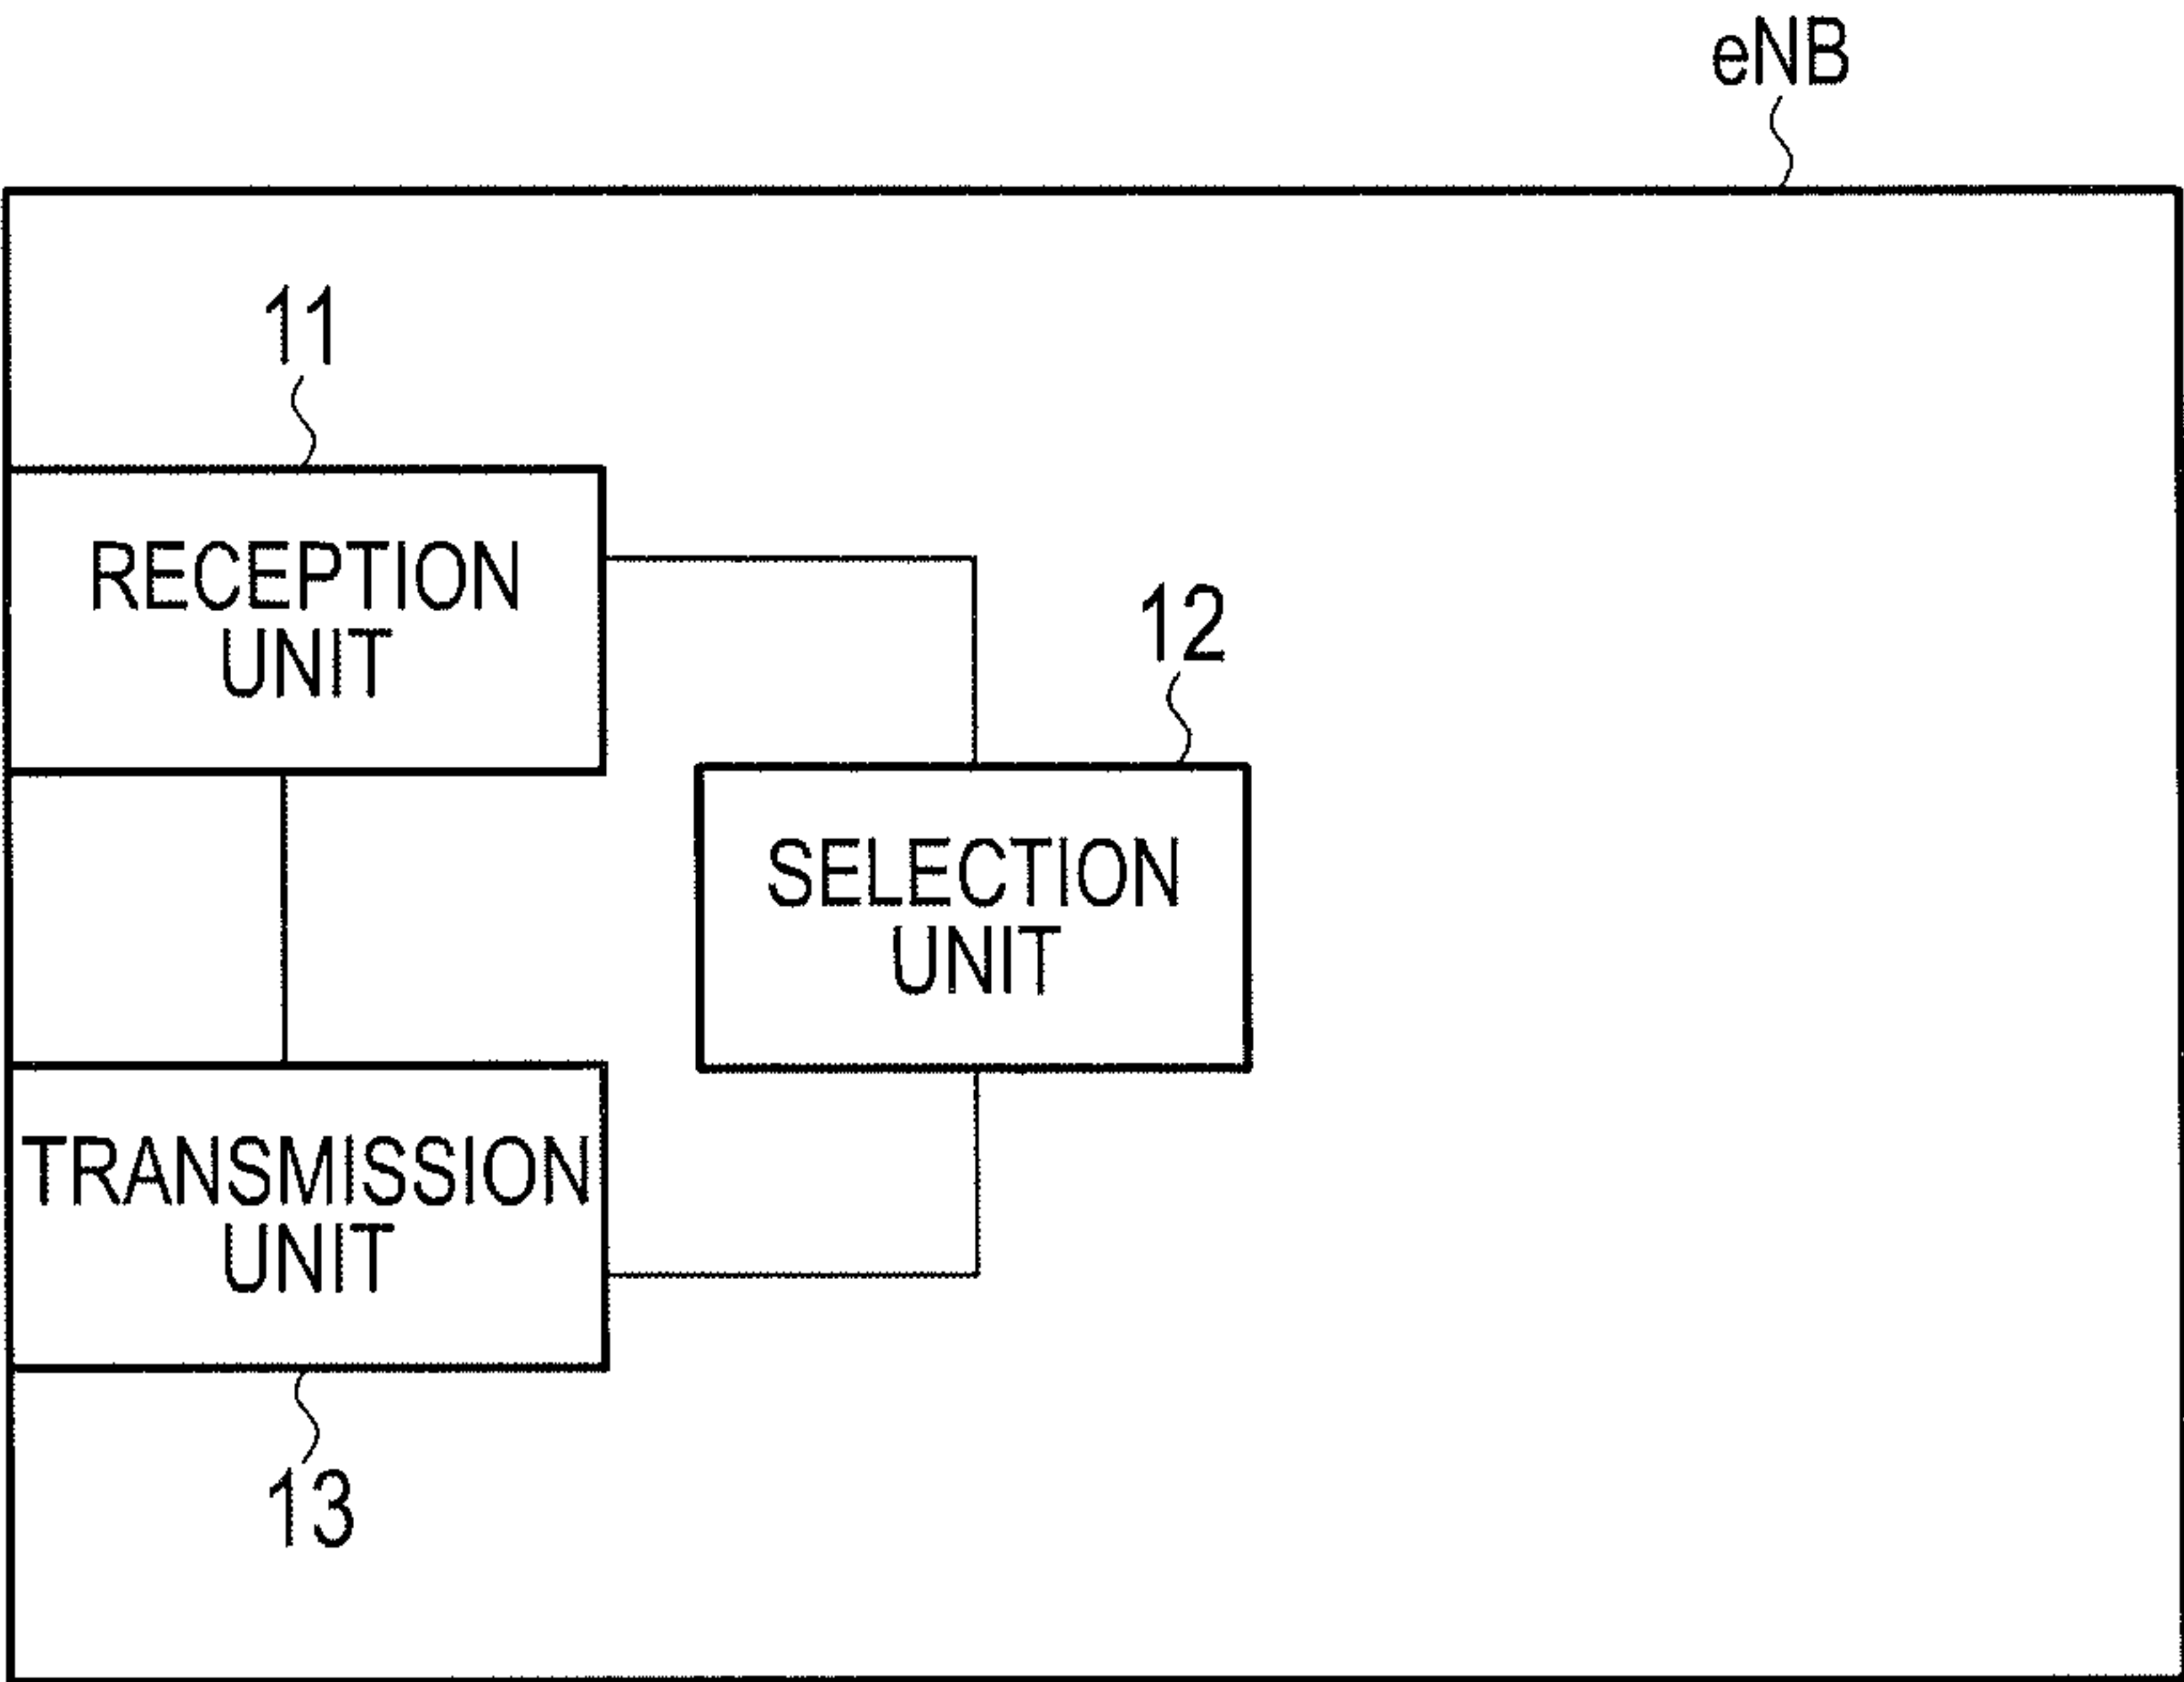 eNB
11
RECEPTION
UNIT
12
SELECTION
UNIT
TRANSMISSION
UNIT
13